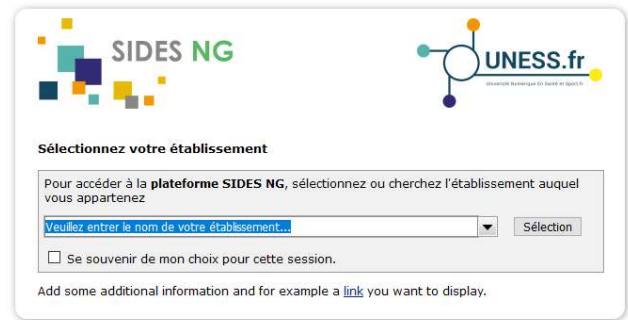 SIDES NG
UNESS.fr
Université Numérique En Santé et Sport.fr
Sélectionnez votre établissement
Pour accéder à la plateforme SIDES NG, sélectionnez ou cherchez l'établissement auquel
vous appartenez
Veuillez entrer le nom de votre établissement...
Sélection
Se souvenir de mon choix pour cette session.
Add some additional information and for example a link you want to display.